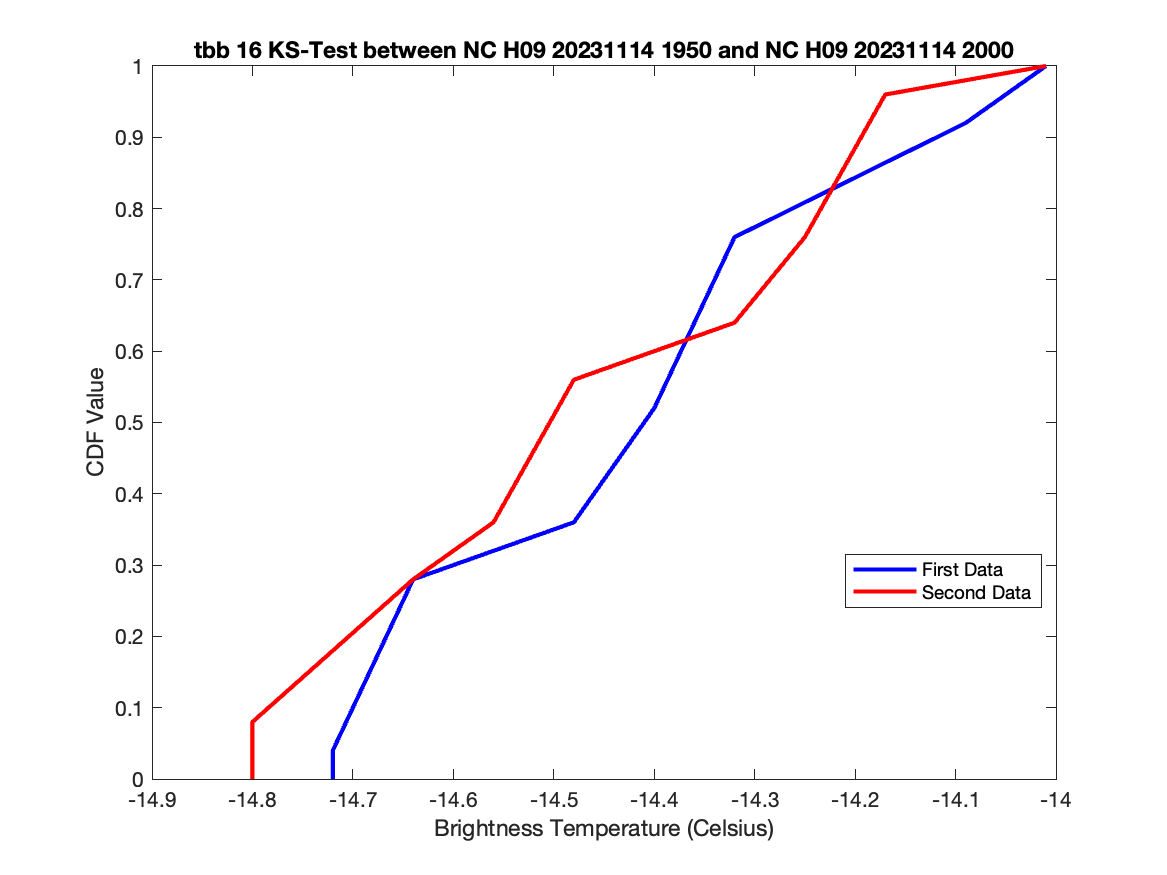 tbb 16 KS-Test between NC H09 20231114 1950 and NC H09 20231114 2000
1
0.9
0.8
0.7
0.6
0.5
0.4
0.3
0.2
0.1
0
CDF Value
First Data
Second Data
-14.9 -14.8 -14.7 -14.6 -14.5 -14.4 -14.3 -14.2 -14.1 -14
Brightness Temperature (Celsius)